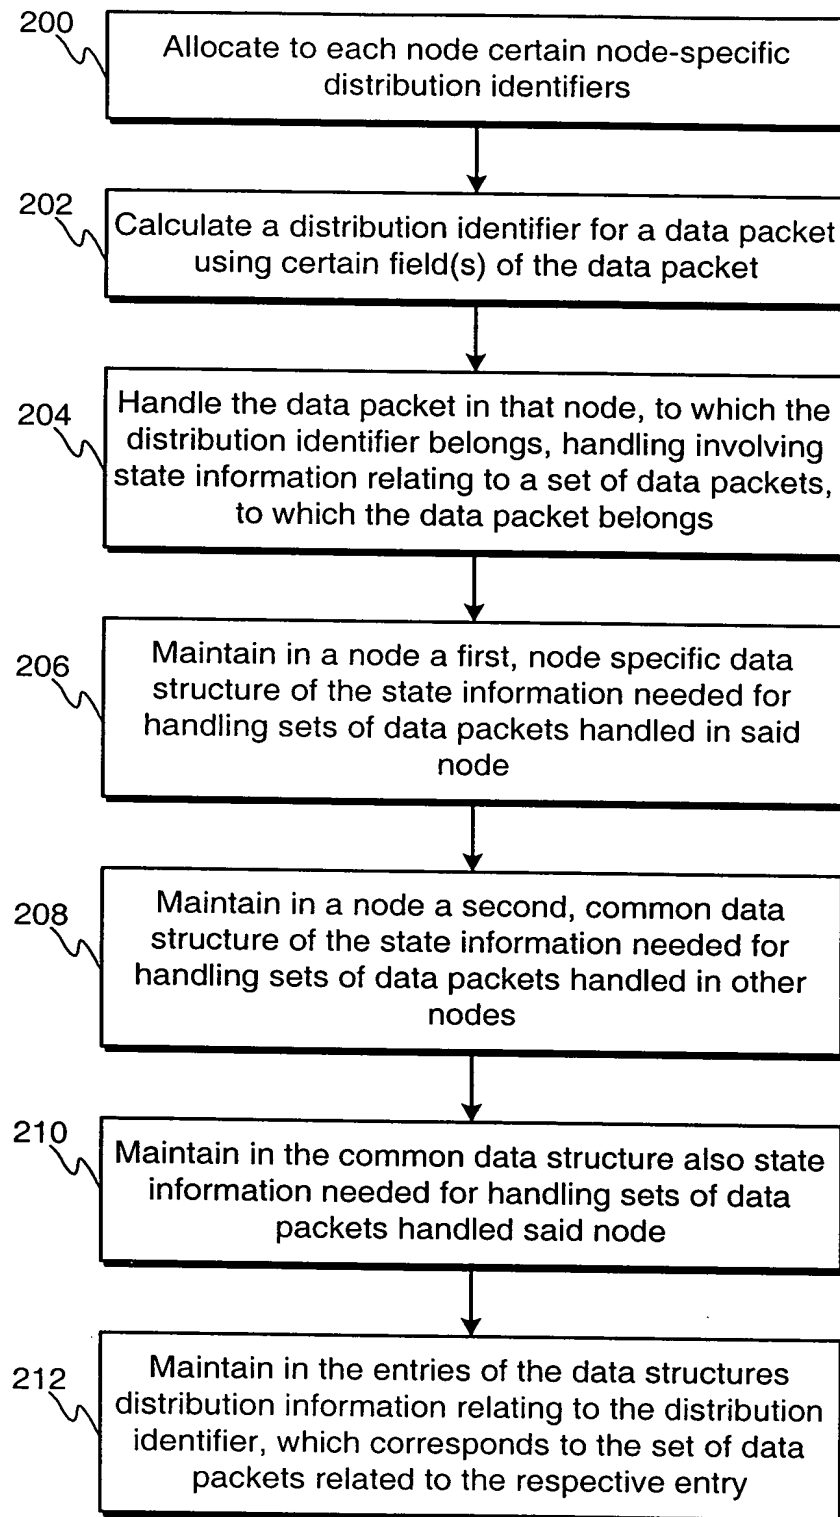 200
Allocate to each node certain node-specific
distribution identifiers
202
Calculate a distribution identifier for a data packet
using certain field(s) of the data packet
204
Handle the data packet in that node, to which the
distribution identifier belongs, handling involving
state information relating to a set of data packets,
to which the data packet belongs
206
Maintain in a node a first, node specific data
structure of the state information needed for
handling sets of data packets handled in said
node
208
Maintain in a node a second, common data
structure of the state information needed for
handling sets of data packets handled in other
nodes
210
Maintain in the common data structure also state
information needed for handling sets of data
packets handled said node
212
Maintain in the entries of the data structures
distribution information relating to the distribution
identifier, which corresponds to the set of data
packets related to the respective entry